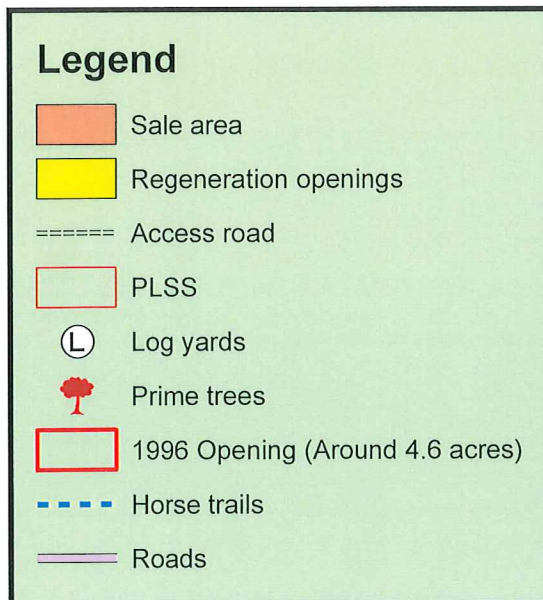 Legend
Sale area
Regeneration openings
Access road
PLSS
L
Log yards
Prime trees
1996 Opening (Around 4.6 acres)
Horse trails
Roads